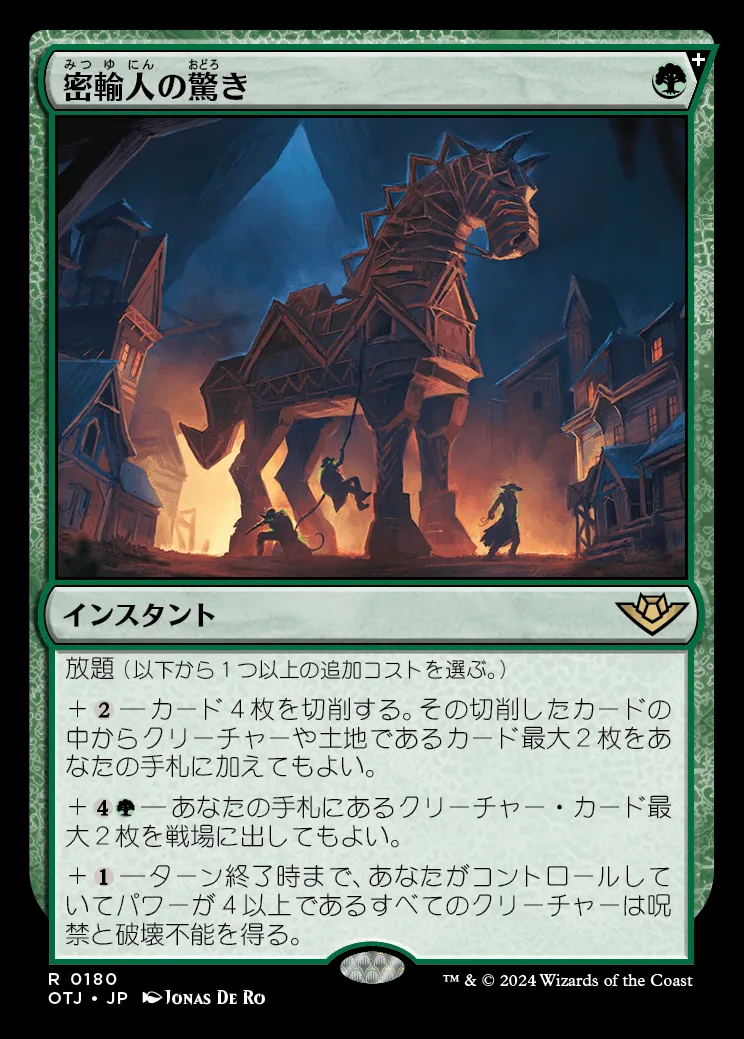 みつゆにん おどろ
密輸人の驚き
インスタント
放題（以下から１つ以上の追加コストを選ぶ。）
＋ 2 ―カード４枚を切削する。その切削したカードの
中からクリーチャーや土地であるカード最大２枚をあ
なたの手札に加えてもよい。
＋ 4 ―あなたの手札にあるクリーチャー・カード最
大２枚を戦場に出してもよい。
＋ 1 ―ターン終了時まで、あなたがコントロールして
いてパワーが４以上であるすべてのクリーチャーは呪
禁と破壊不能を得る。
R 0180
OTJ • JP Jonas De Ro
™ & © 2024 Wizards of the Coast